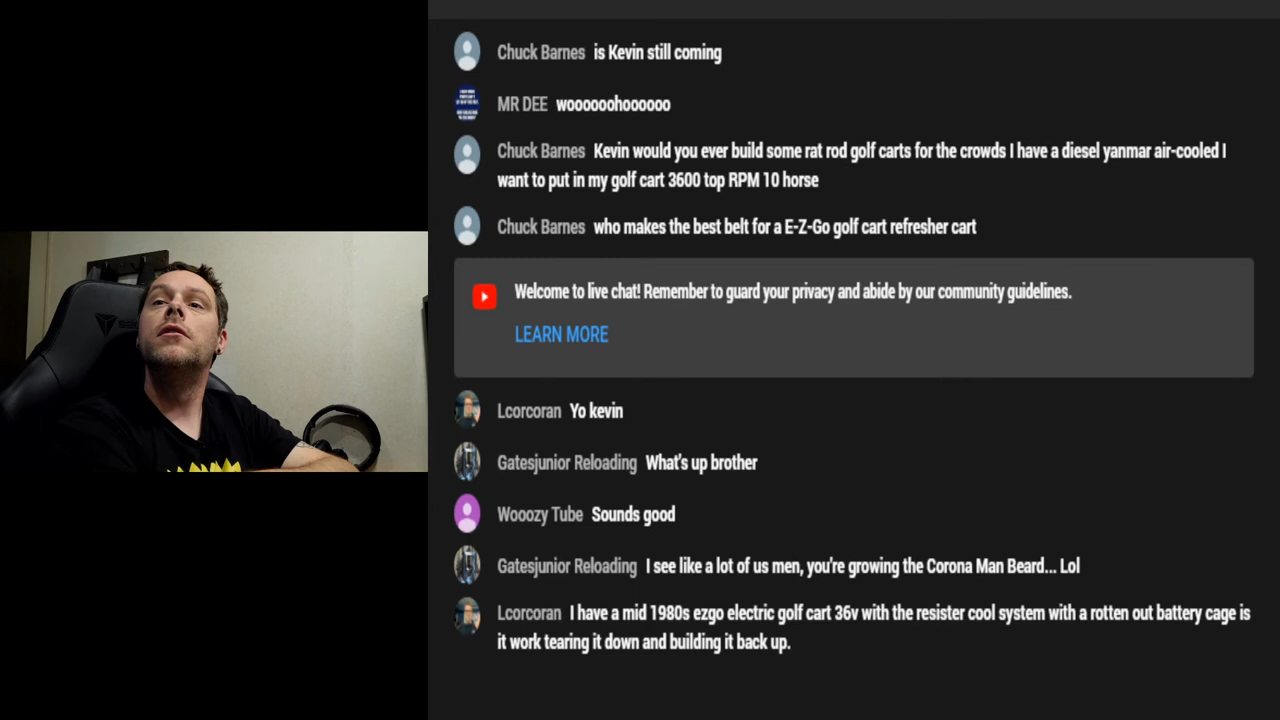 Chuck Barnes is Kevin still coming
MR DEE woooooohoooooo
Chuck Barnes Kevin would you ever build some rat rod golf carts for the crowds I have a diesel yanmar air-cooled I
want to put in my golf cart 3600 top RPM 10 horse
Chuck Barnes who makes the best belt for a E-Z-Go golf cart refresher cart
Welcome to live chat! Remember to guard your privacy and abide by our community guidelines.
LEARN MORE
Lcorcoran Yo kevin
Gatesjunior Reloading What's up brother
Wooozy Tube Sounds good
Gatesjunior Reloading I see like a lot of us men, you're growing the Corona Man Beard... Lol
Lcorcoran I have a mid 1980s ezgo electric golf cart 36v with the resister cool system with a rotten out battery cage is
it work tearing it down and building it back up.